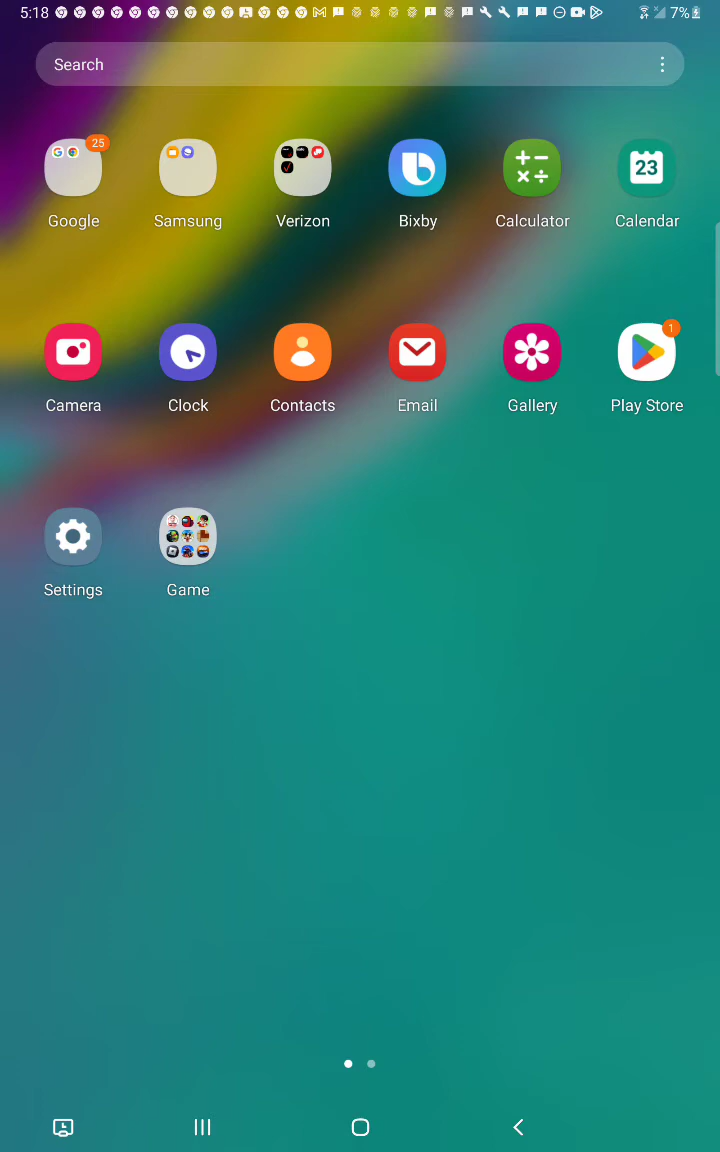 5:18 7%
Search
25
Google Samsung Verizon Bixby Calculator Calendar
23
1
Camera Clock Contacts Email Gallery Play Store
Settings Game